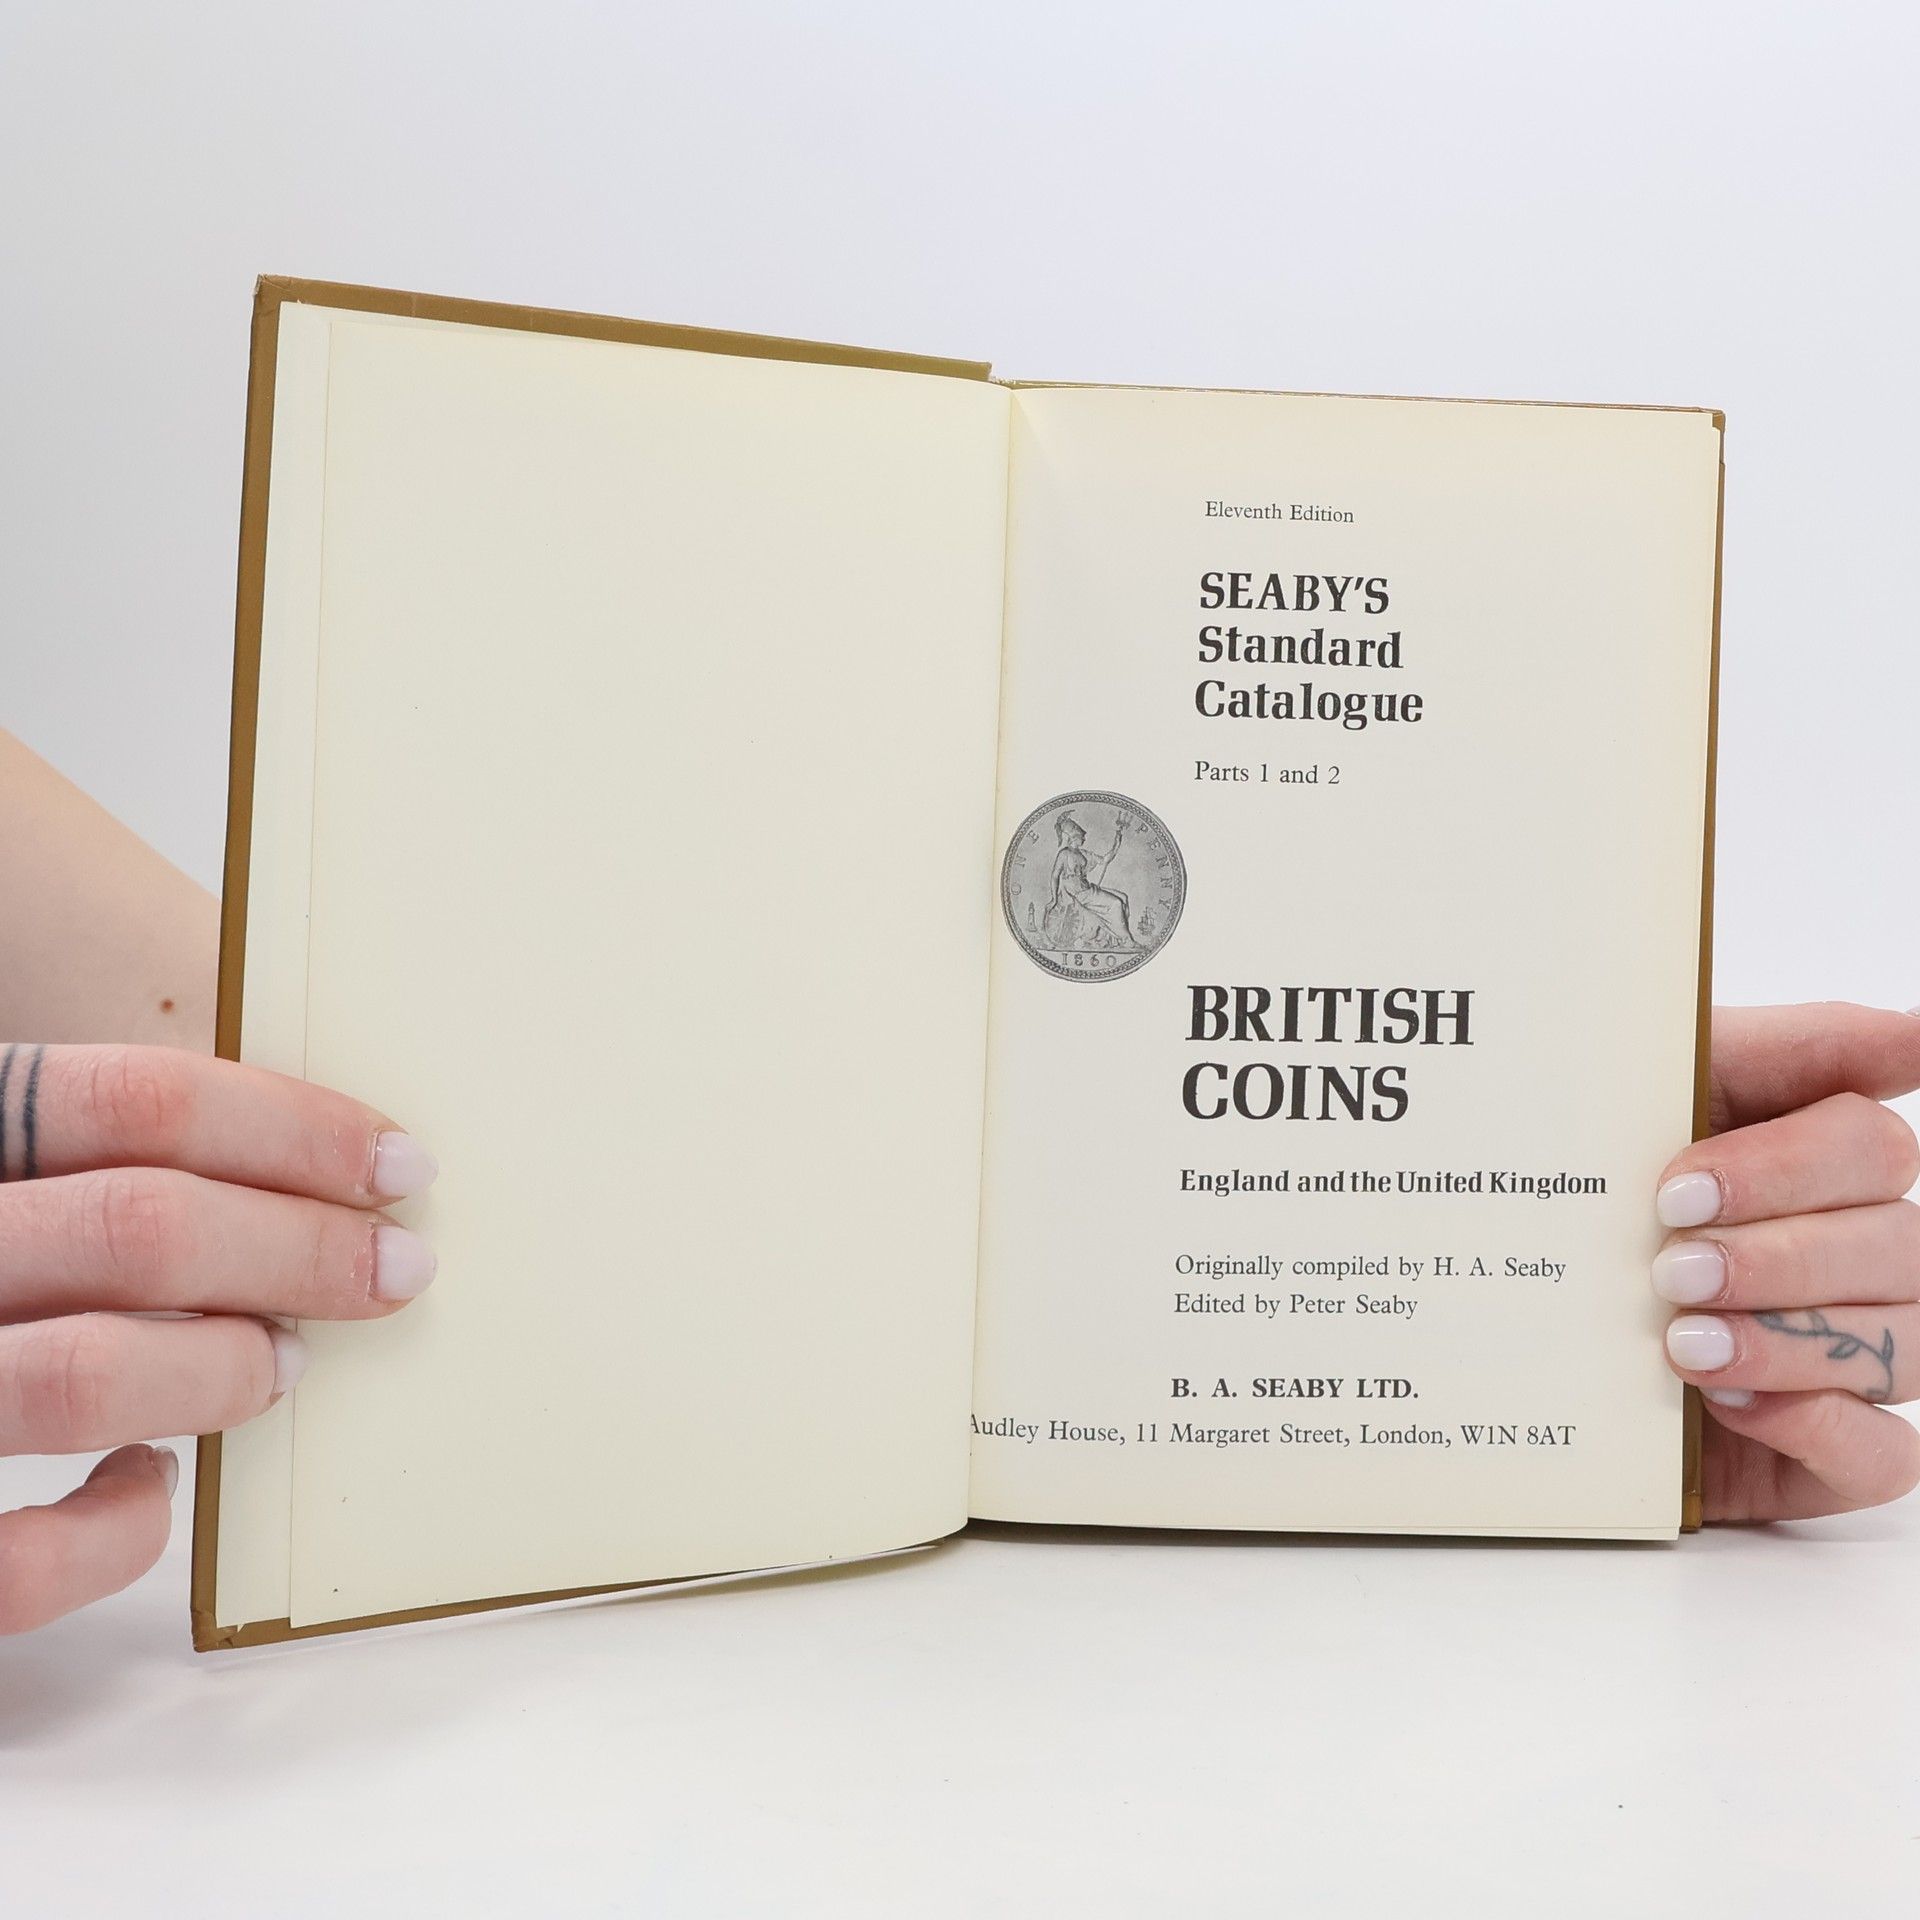 Eleventh Edition
SEABY'S
Standard
Catalogue
Parts 1 and 2
ONE PENNY
1860
BRITISH
COINS
England and the United Kingdom
Originally compiled by H. A. Seaby
Edited by Peter Seaby
B. A. SEABY LTD.
Audley House, 11 Margaret Street, London, W1N 8AT